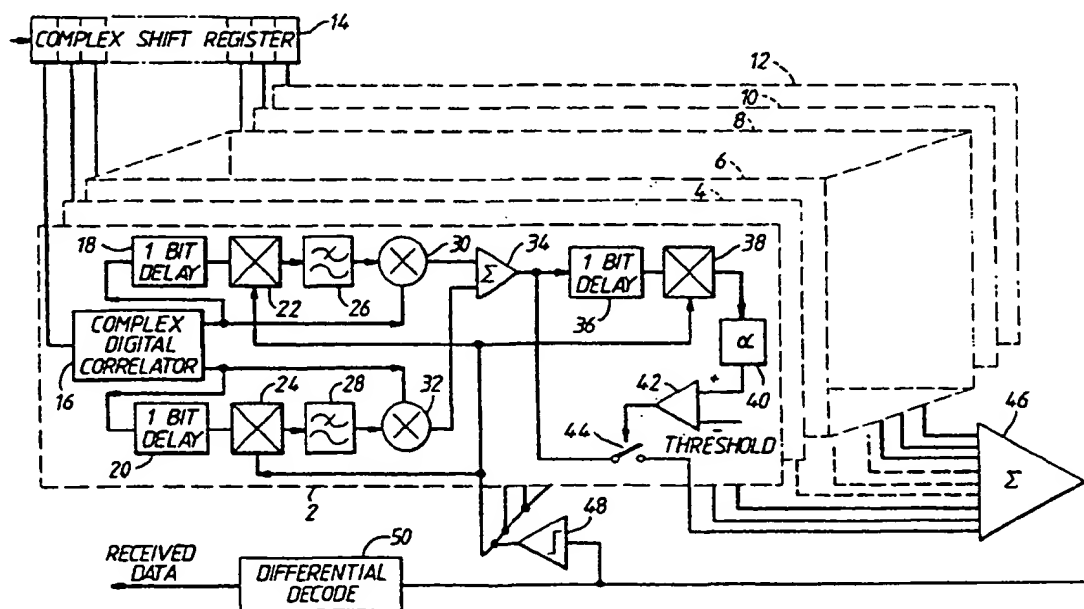 COMPLEX SHIFT REGISTER
14
12
10
8
6
4
18
1 BIT
DELAY
22
26
30
34
Σ
1 BIT
DELAY
36
38
COMPLEX
DIGITAL
CORRELATOR
16
24
28
32
42
+
α
40
44
−
THRESHOLD
46
Σ
1 BIT
DELAY
20
2
48
50
RECEIVED
DATA
DIFFERENTIAL
DECODE